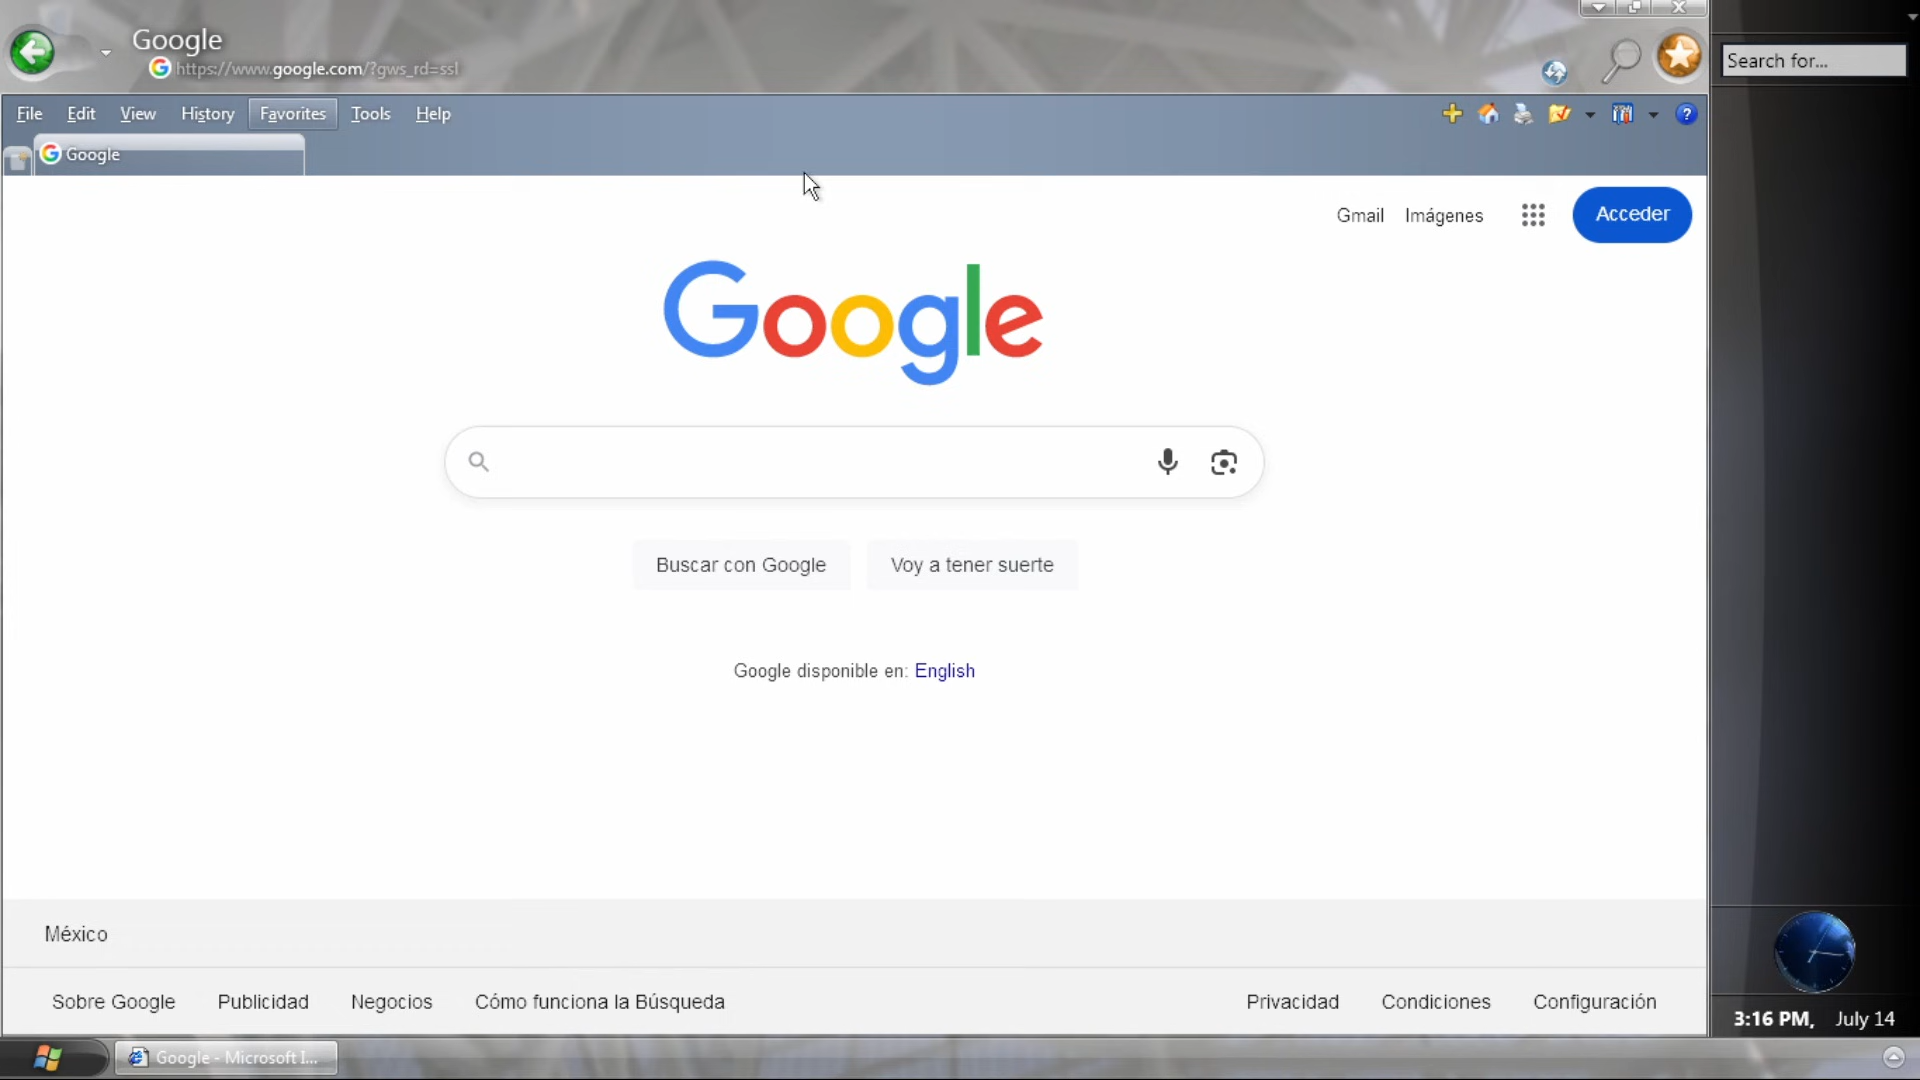 Google
https://www.google.com/?gws_rd=ssl
Search for...
File Edit View History Favorites Tools Help
Google
Gmail Imágenes Acceder
Google
Buscar con Google Voy a tener suerte
Google disponible en: English
México
Sobre Google Publicidad Negocios Cómo funciona la Búsqueda Privacidad Condiciones Configuración
3:16 PM, July 14
Google - Microsoft I...